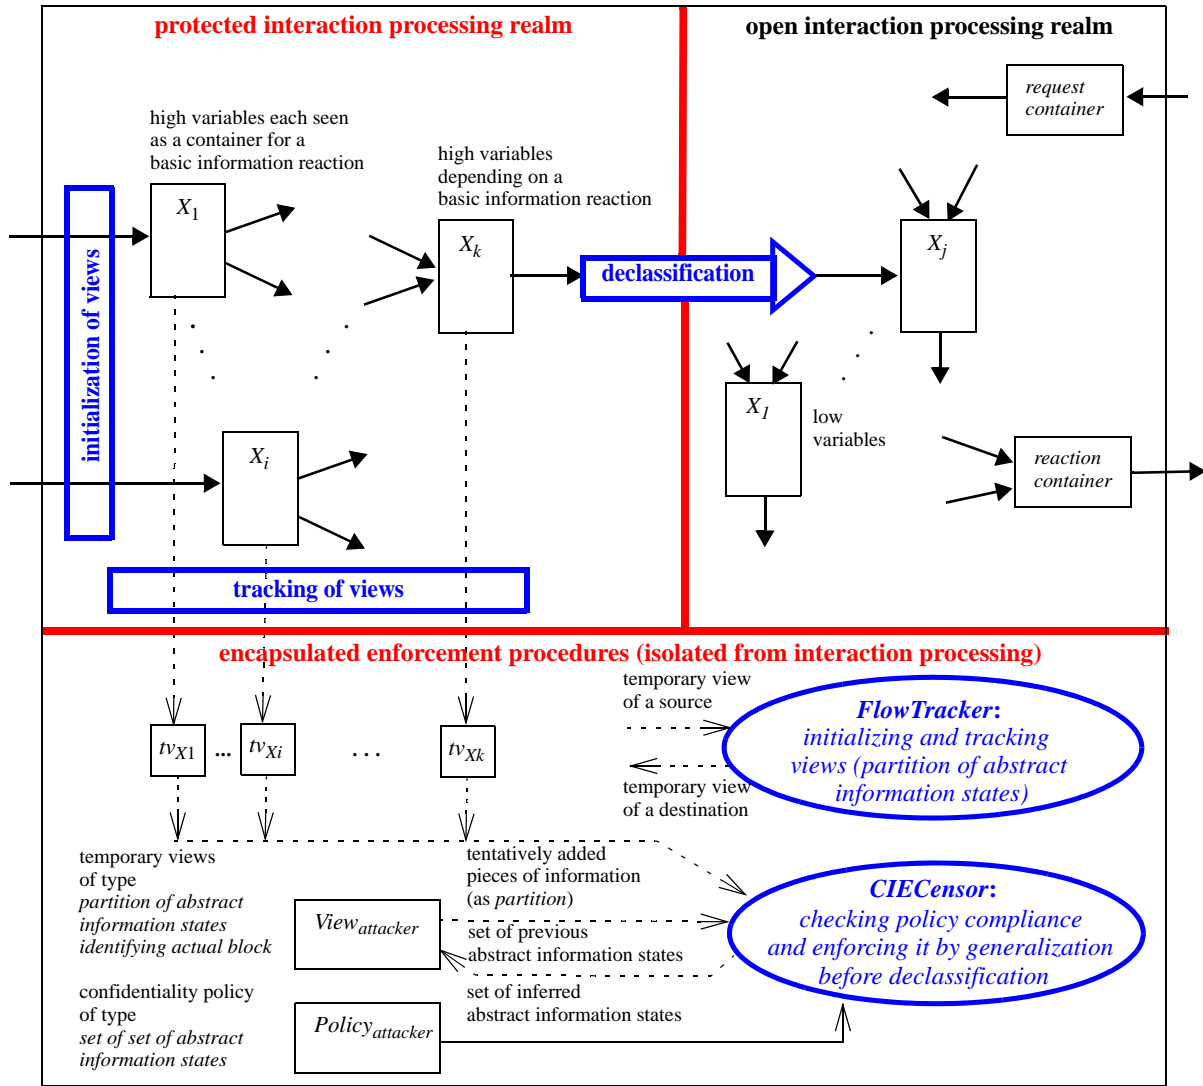 protected interaction processing realm
open interaction processing realm
request
container
high variables each seen
as a container for a
basic information reaction
high variables
depending on a
basic information reaction
X1
Xk
Xj
initialization of views
declassification
. . .
. . .
. . .
X1
low
variables
Xi
reaction
container
tracking of views
encapsulated enforcement procedures (isolated from interaction processing)
temporary view
of a source
FlowTracker:
initializing and tracking
views (partition of abstract
information states)
tvX1 ... tvXi . . . tvXk
temporary view
of a destination
temporary views
of type
partition of abstract
information states
identifying actual block
tentatively added
pieces of information
(as partition)
CIECensor:
checking policy compliance
and enforcing it by generalization
before declassification
Viewattacker
set of previous
abstract information states
set of inferred
abstract information states
confidentiality policy
of type
set of set of abstract
information states
Policyattacker